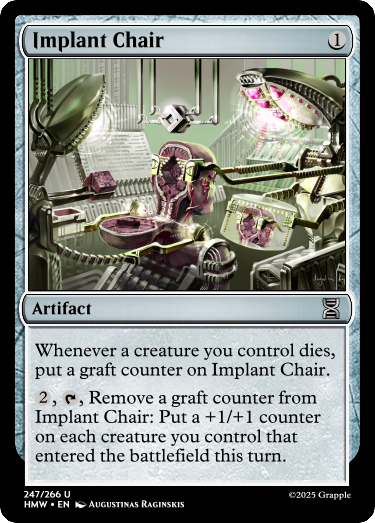 Implant Chair 1
Artifact
Whenever a creature you control dies,
put a graft counter on Implant Chair.
2, T, Remove a graft counter from
Implant Chair: Put a +1/+1 counter
on each creature you control that
entered the battlefield this turn.
247/266 U
HMW • EN Augustinas Raginskis
©2025 Grapple